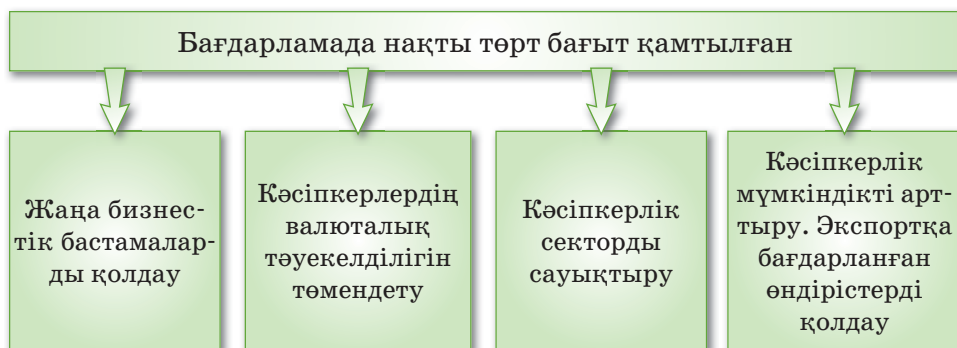 Бағдарламада нақты төрт бағыт қамтылған
Жаңа бизнес-
тік бастамалар-
ды қолдау
Кәсіпкерлердің
валюталық
тәуекелділігін
төмендету
Кәсіпкерлік
секторды
сауықтыру
Кәсіпкерлік
мүмкіндікті арт-
тыру. Экспортқа
бағдарланған
өндірістерді
қолдау